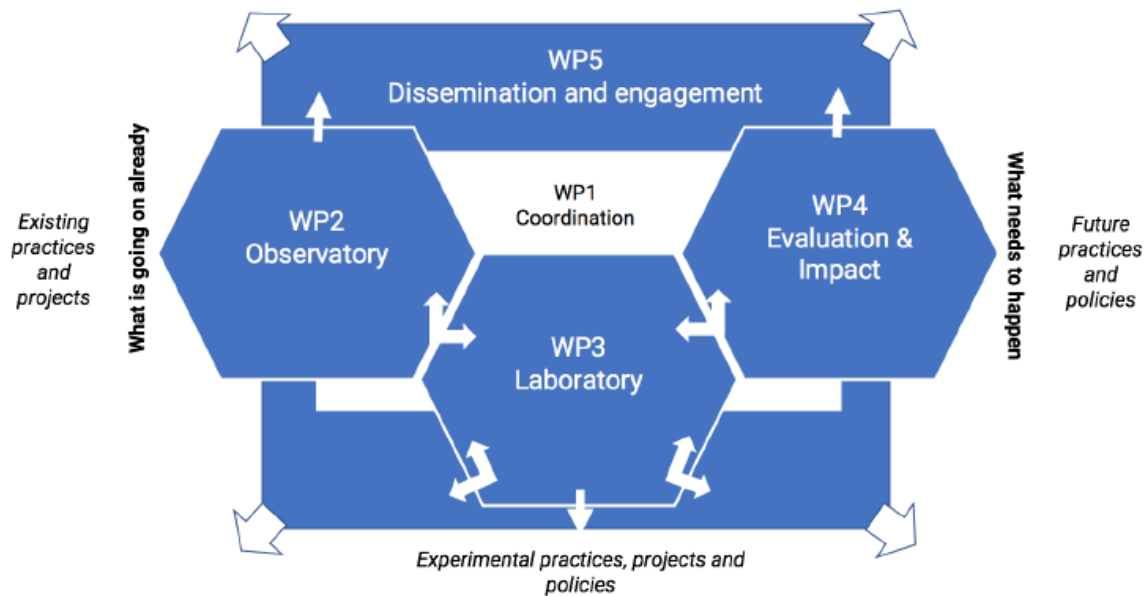 WP5
Dissemination and engagement
What is going on already
Existing
practices
and
projects
WP2
Observatory
WP1
Coordination
WP4
Evaluation &
Impact
What needs to happen
Future
practices
and
policies
WP3
Laboratory
Experimental practices, projects and
policies